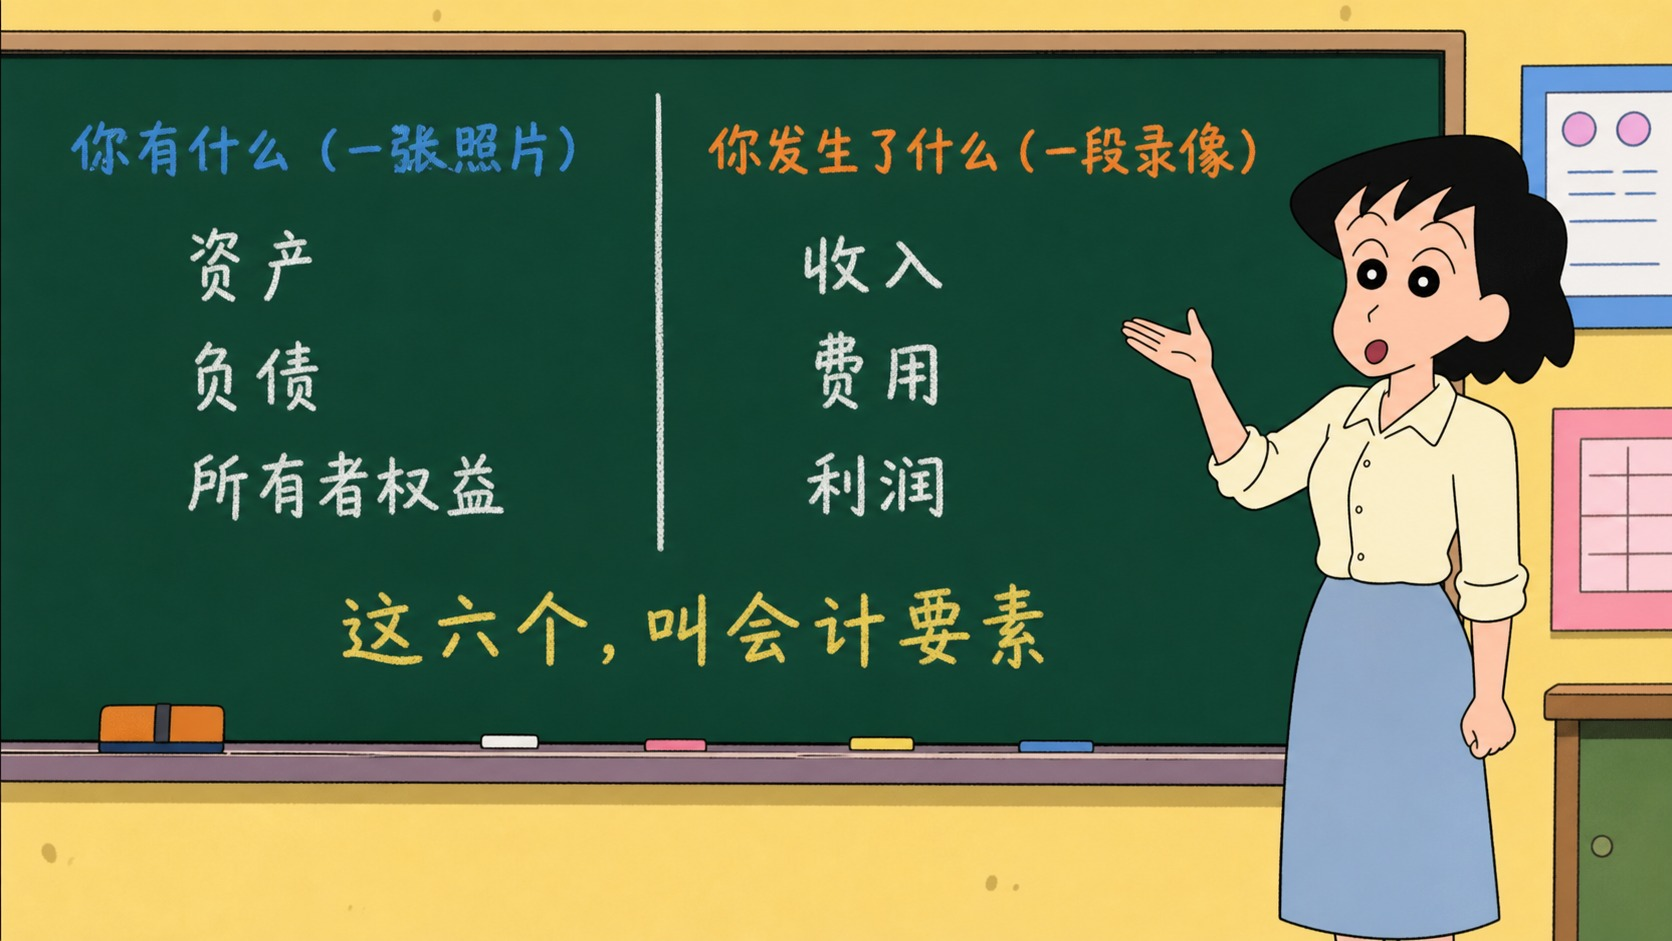 你有什么（一张照片）
资产
负债
所有者权益
你发生了什么（一段录像）
收入
费用
利润
这六个，叫会计要素